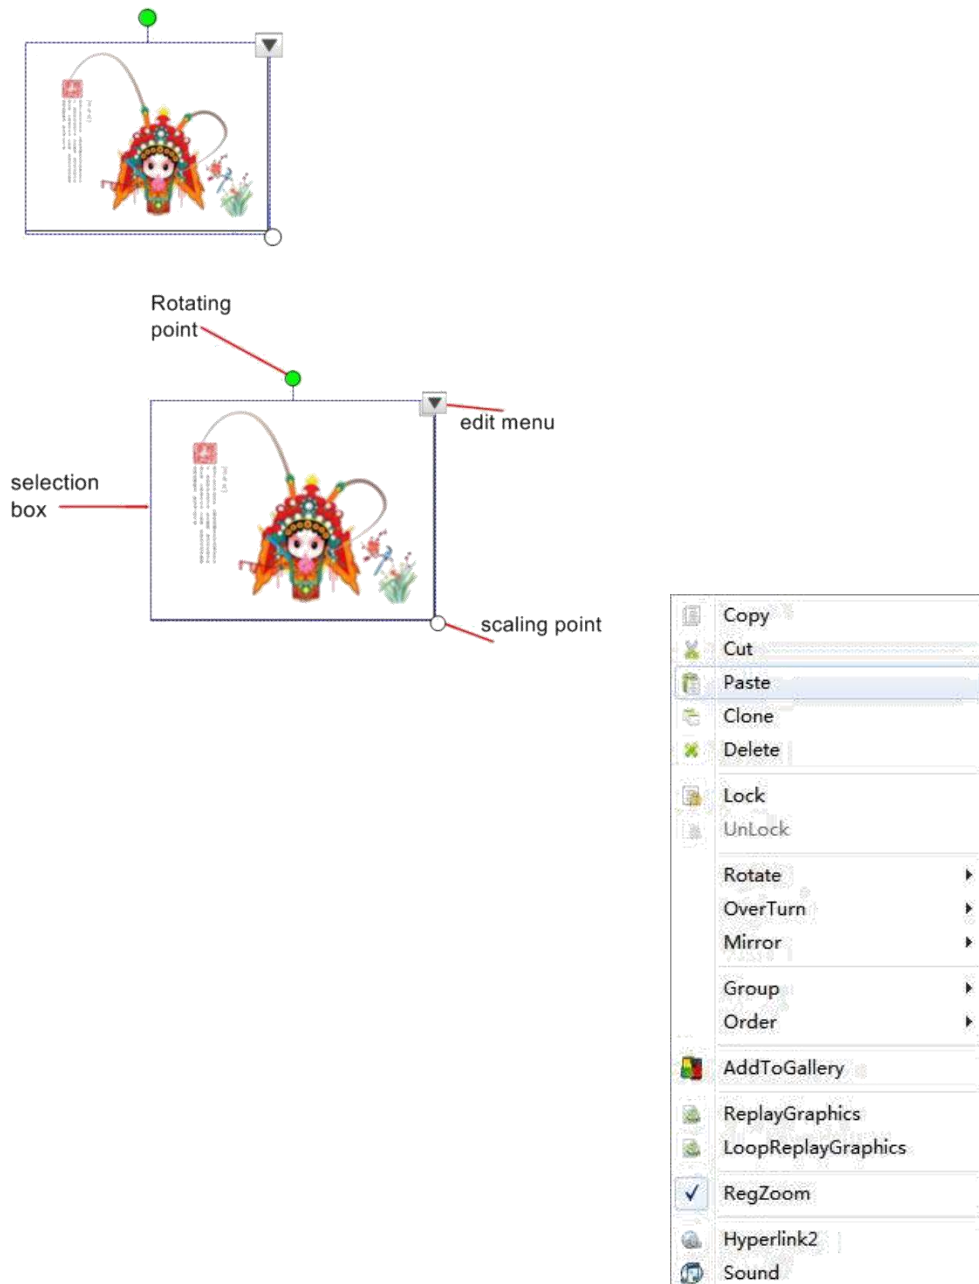 Rotating
point
edit menu
selection
box
scaling point
Copy
Cut
Paste
Clone
Delete
Lock
UnLock
Rotate
OverTurn
Mirror
Group
Order
AddToGallery
ReplayGraphics
LoopReplayGraphics
RegZoom
Hyperlink2
Sound